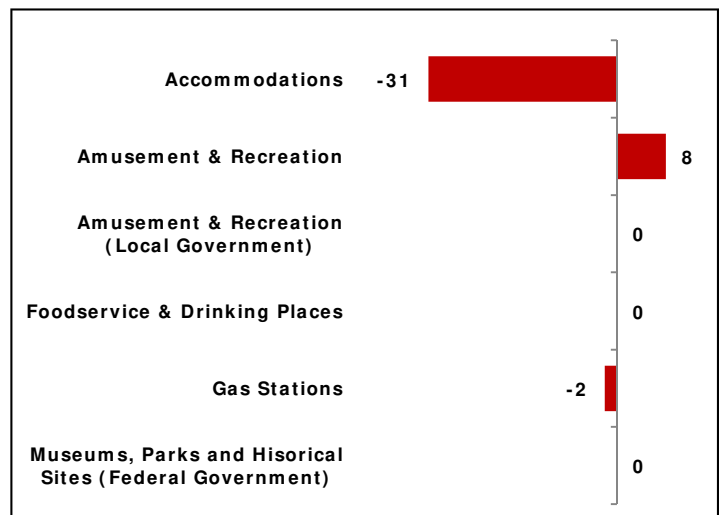 Accommodations -31
Amusement & Recreation 8
Amusement & Recreation
(Local Government) 0
Foodservice & Drinking Places 0
Gas Stations -2
Museums, Parks and Hisorical
Sites (Federal Government) 0